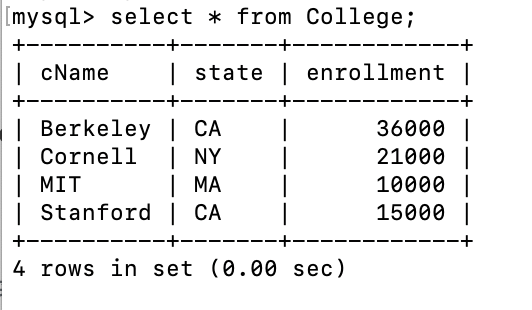 [mysql> select * from College;
+----------+-------+------------+
| cName    | state | enrollment |
+----------+-------+------------+
| Berkeley | CA    |      36000 |
| Cornell  | NY    |      21000 |
| MIT      | MA    |      10000 |
| Stanford | CA    |      15000 |
+----------+-------+------------+
4 rows in set (0.00 sec)